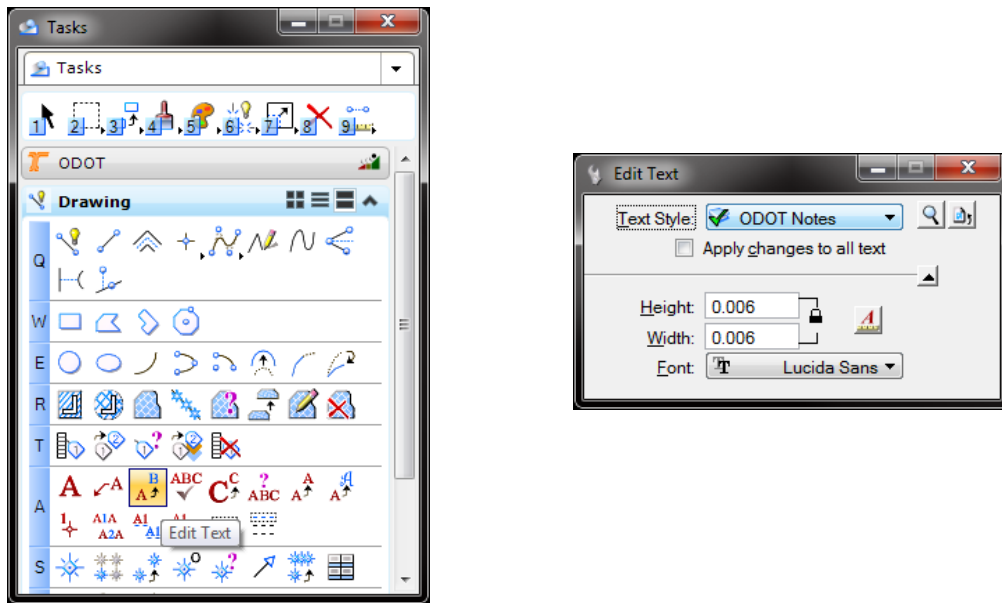 Tasks
Tasks
1 2 3 4 5 6 7 8 9
ODOT
Drawing
Q
W
E
R
T
A
A A A B ABC C C ? ABC A A A A
1 A1A A2A A1 A1
Edit Text
S
Edit Text
Text Style: ODOT Notes
Apply changes to all text
Height: 0.006
Width: 0.006
Font: Lucida Sans